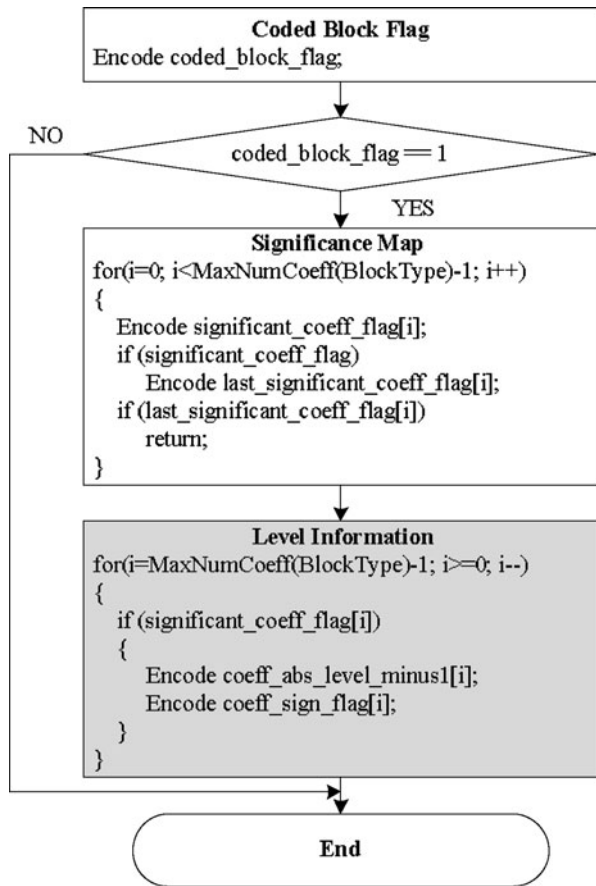 Coded Block Flag
Encode coded_block_flag;
NO
coded_block_flag == 1
YES
Significance Map
for(i=0; i<MaxNumCoeff(BlockType)-1; i++)
{
Encode significant_coeff_flag[i];
if (significant_coeff_flag)
Encode last_significant_coeff_flag[i];
if (last_significant_coeff_flag[i])
return;
}
Level Information
for(i=MaxNumCoeff(BlockType)-1; i>=0; i--)
{
if (significant_coeff_flag[i])
{
Encode coeff_abs_level_minus1[i];
Encode coeff_sign_flag[i];
}
}
End